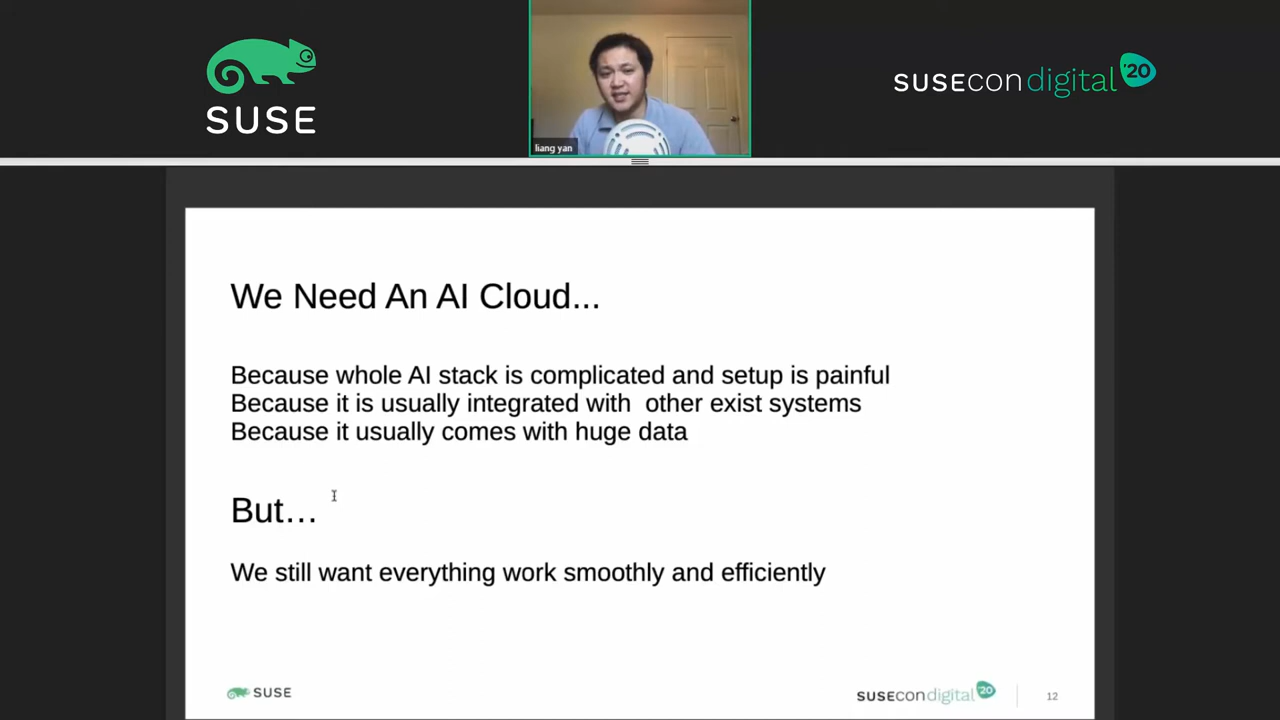 SUSE
SUSEcon digital '20
liang yan
We Need An AI Cloud...
Because whole AI stack is complicated and setup is painful
Because it is usually integrated with  other exist systems
Because it usually comes with huge data
But…
We still want everything work smoothly and efficiently
SUSE
SUSEcon digital '20
12